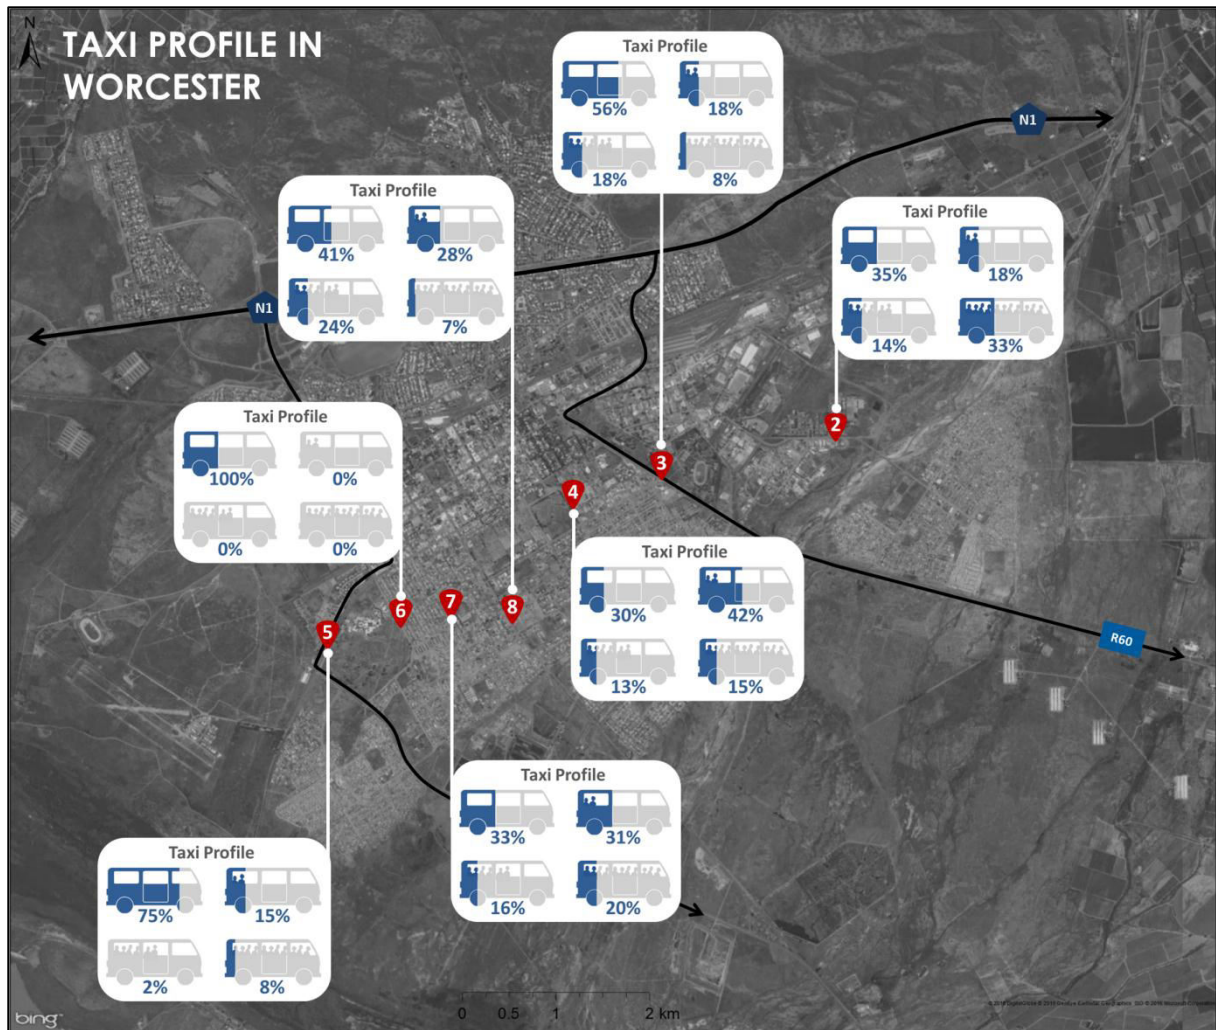 N
TAXI PROFILE IN
WORCESTER
Taxi Profile
56%
18%
18%
8%
N1
Taxi Profile
41%
28%
24%
7%
Taxi Profile
35%
18%
14%
33%
N1
Taxi Profile
100%
0%
0%
0%
2
3
4
Taxi Profile
30%
42%
13%
15%
5
6
7
8
R60
Taxi Profile
33%
31%
16%
20%
Taxi Profile
75%
15%
2%
8%
0
0.5
1
2 km
bing